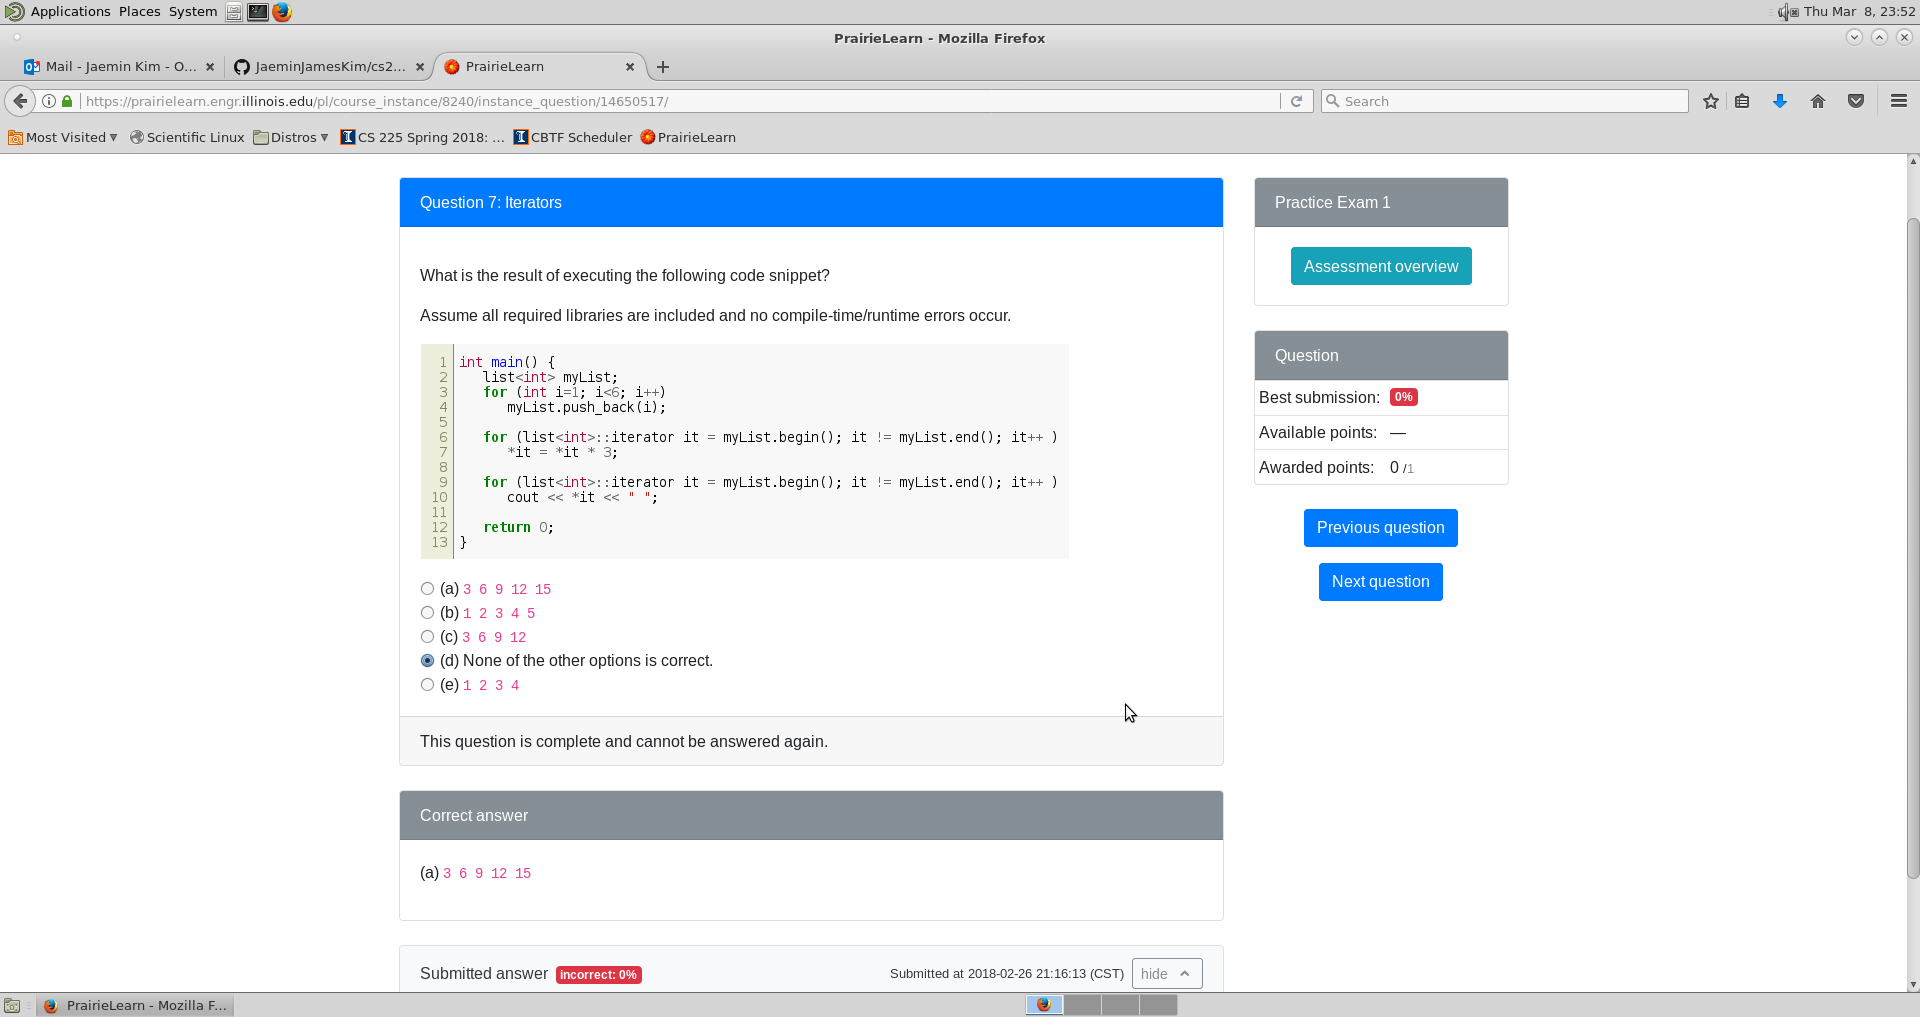 Applications Places System
Thu Mar 8, 23:52
PrairieLearn - Mozilla Firefox
Mail - Jaemin Kim - O...
JaeminJamesKim/cs2...
PrairieLearn
https://prairielearn.engr.illinois.edu/pl/course_instance/8240/instance_question/14650517/
Search
Most Visited
Scientific Linux
Distros
CS 225 Spring 2018: ...
CBTF Scheduler
PrairieLearn
Question 7: Iterators
What is the result of executing the following code snippet?
Assume all required libraries are included and no compile-time/runtime errors occur.
1 int main() {
2 list<int> myList;
3 for (int i=1; i<6; i++)
4 myList.push_back(i);
5
6 for (list<int>::iterator it = myList.begin(); it != myList.end(); it++ )
7 *it = *it * 3;
8
9 for (list<int>::iterator it = myList.begin(); it != myList.end(); it++ )
10 cout << *it << " ";
11
12 return 0;
13 }
(a) 3 6 9 12 15
(b) 1 2 3 4 5
(c) 3 6 9 12
(d) None of the other options is correct.
(e) 1 2 3 4
This question is complete and cannot be answered again.
Correct answer
(a) 3 6 9 12 15
Submitted answer incorrect: 0%
Submitted at 2018-02-26 21:16:13 (CST)
hide
Practice Exam 1
Assessment overview
Question
Best submission: 0%
Available points: —
Awarded points: 0 /1
Previous question
Next question
PrairieLearn - Mozilla F...